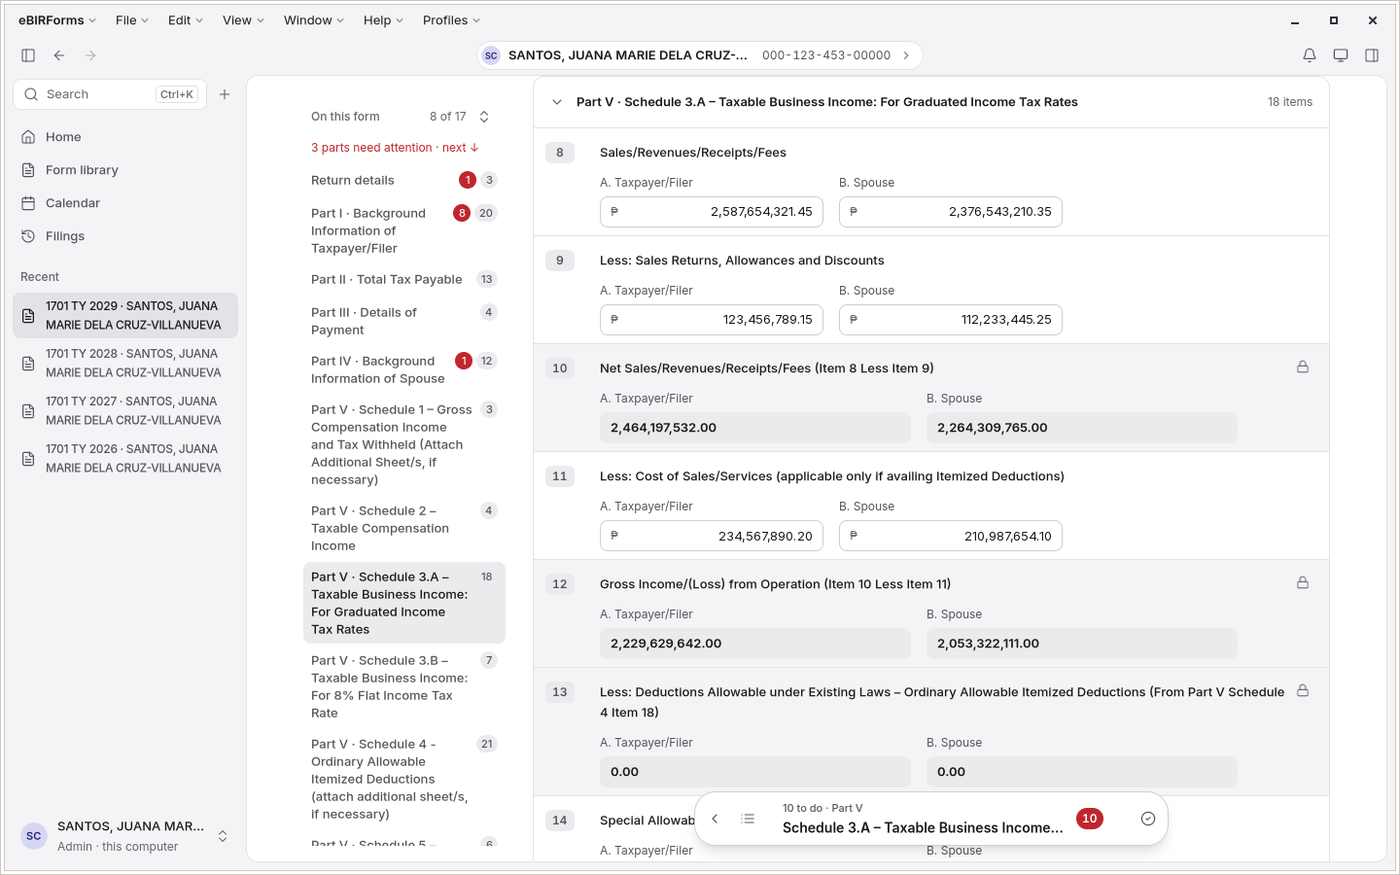 eBIRForms File Edit View Window Help Profiles
SC SANTOS, JUANA MARIE DELA CRUZ-... 000-123-453-00000
Search Ctrl+K
Home
Form library
Calendar
Filings
Recent
1701 TY 2029 · SANTOS, JUANA
MARIE DELA CRUZ-VILLANUEVA
1701 TY 2028 · SANTOS, JUANA
MARIE DELA CRUZ-VILLANUEVA
1701 TY 2027 · SANTOS, JUANA
MARIE DELA CRUZ-VILLANUEVA
1701 TY 2026 · SANTOS, JUANA
MARIE DELA CRUZ-VILLANUEVA
SC SANTOS, JUANA MAR...
Admin · this computer
On this form 8 of 17
3 parts need attention · next ↓
Return details 1 3
Part I · Background 8 20
Information of
Taxpayer/Filer
Part II · Total Tax Payable 13
Part III · Details of 4
Payment
Part IV · Background 1 12
Information of Spouse
Part V · Schedule 1 – Gross 3
Compensation Income
and Tax Withheld (Attach
Additional Sheet/s, if
necessary)
Part V · Schedule 2 – 4
Taxable Compensation
Income
Part V · Schedule 3.A – 18
Taxable Business Income:
For Graduated Income
Tax Rates
Part V · Schedule 3.B – 7
Taxable Business Income:
For 8% Flat Income Tax
Rate
Part V · Schedule 4 - 21
Ordinary Allowable
Itemized Deductions
(attach additional sheet/s,
if necessary)
Part V · Schedule 5 – 6
Part V · Schedule 3.A – Taxable Business Income: For Graduated Income Tax Rates 18 items
8 Sales/Revenues/Receipts/Fees
A. Taxpayer/Filer B. Spouse
₱ 2,587,654,321.45 ₱ 2,376,543,210.35
9 Less: Sales Returns, Allowances and Discounts
A. Taxpayer/Filer B. Spouse
₱ 123,456,789.15 ₱ 112,233,445.25
10 Net Sales/Revenues/Receipts/Fees (Item 8 Less Item 9)
A. Taxpayer/Filer B. Spouse
2,464,197,532.00 2,264,309,765.00
11 Less: Cost of Sales/Services (applicable only if availing Itemized Deductions)
A. Taxpayer/Filer B. Spouse
₱ 234,567,890.20 ₱ 210,987,654.10
12 Gross Income/(Loss) from Operation (Item 10 Less Item 11)
A. Taxpayer/Filer B. Spouse
2,229,629,642.00 2,053,322,111.00
13 Less: Deductions Allowable under Existing Laws – Ordinary Allowable Itemized Deductions (From Part V Schedule
4 Item 18)
A. Taxpayer/Filer B. Spouse
0.00 0.00
14 Special Allowab
A. Taxpayer/Filer B. Spouse
10 to do · Part V
Schedule 3.A – Taxable Business Income... 10